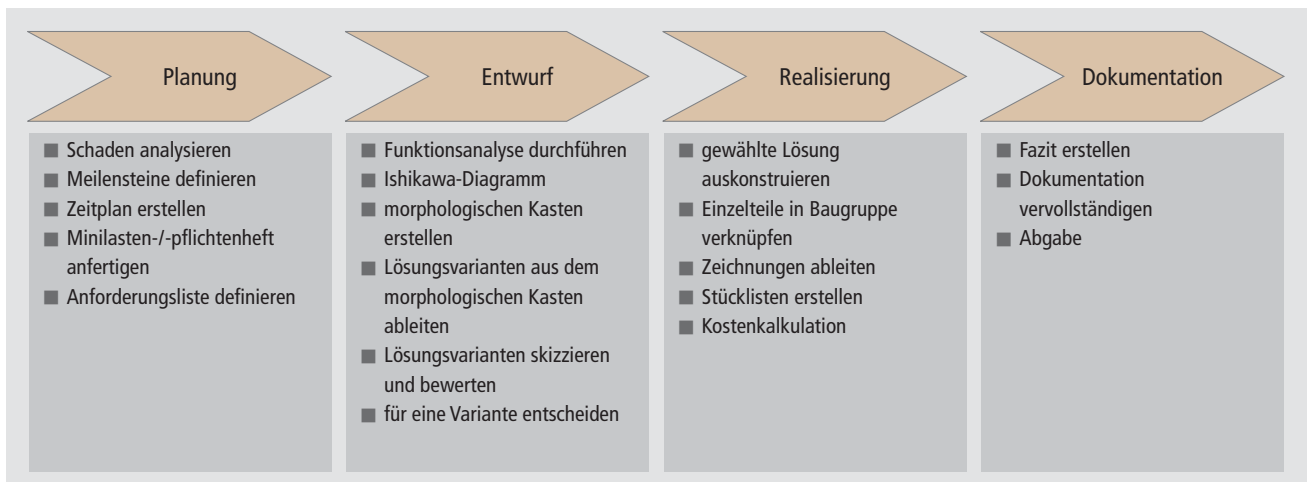 Planung
Entwurf
Realisierung
Dokumentation
■ Schaden analysieren
■ Meilensteine definieren
■ Zeitplan erstellen
■ Minilasten-/-pflichtenheft
anfertigen
■ Anforderungsliste definieren
■ Funktionsanalyse durchführen
■ Ishikawa-Diagramm
■ morphologischen Kasten
erstellen
■ Lösungsvarianten aus dem
morphologischen Kasten
ableiten
■ Lösungsvarianten skizzieren
und bewerten
■ für eine Variante entscheiden
■ gewählte Lösung
auskonstruieren
■ Einzelteile in Baugruppe
verknüpfen
■ Zeichnungen ableiten
■ Stücklisten erstellen
■ Kostenkalkulation
■ Fazit erstellen
■ Dokumentation
vervollständigen
■ Abgabe